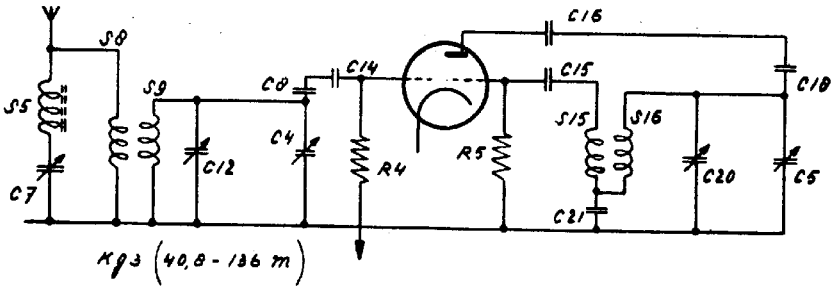 C16
S8
C14
C15
C18
S9
C8
S5
S15
S16
C4
R4
R5
C7
C12
C20
C5
C21
Kg3 (40,8 - 136 m)